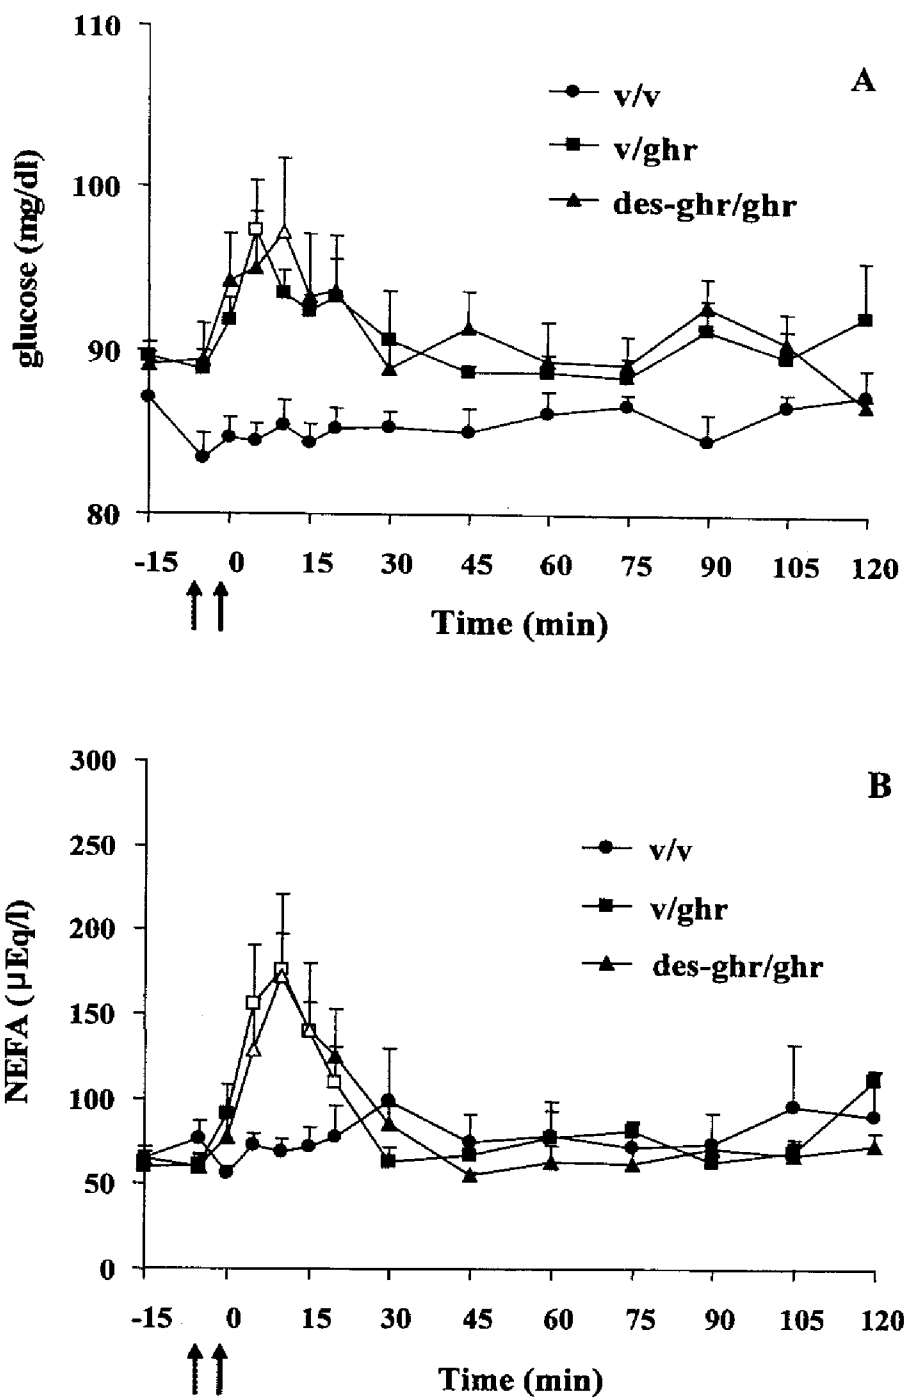 110
100
90
80
glucose (mg/dl)
A
v/v
v/ghr
des-ghr/ghr
-15 0 15 30 45 60 75 90 105 120
Time (min)
300
250
200
150
100
50
0
NEFA (μEq/l)
B
v/v
v/ghr
des-ghr/ghr
-15 0 15 30 45 60 75 90 105 120
Time (min)